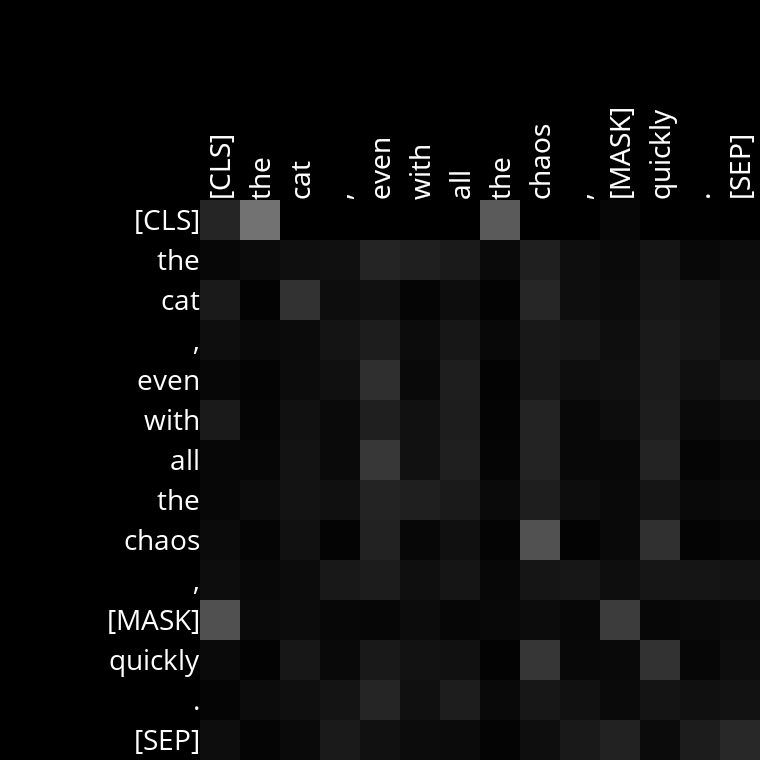 [CLS] the cat , even with all the chaos , [MASK] quickly . [SEP]
[CLS]
the
cat
,
even
with
all
the
chaos
,
[MASK]
quickly
.
[SEP]